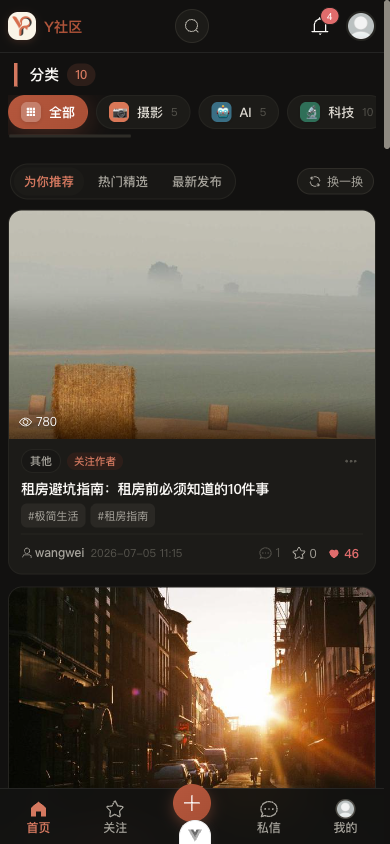 Y社区
4
分类 10
全部 摄影 5 AI 5 科技 10
为你推荐 热门精选 最新发布 换一换
780
其他 关注作者
租房避坑指南：租房前必须知道的10件事
#极简生活 #租房指南
wangwei 2026-07-05 11:15 1 0 46
首页 关注 私信 我的